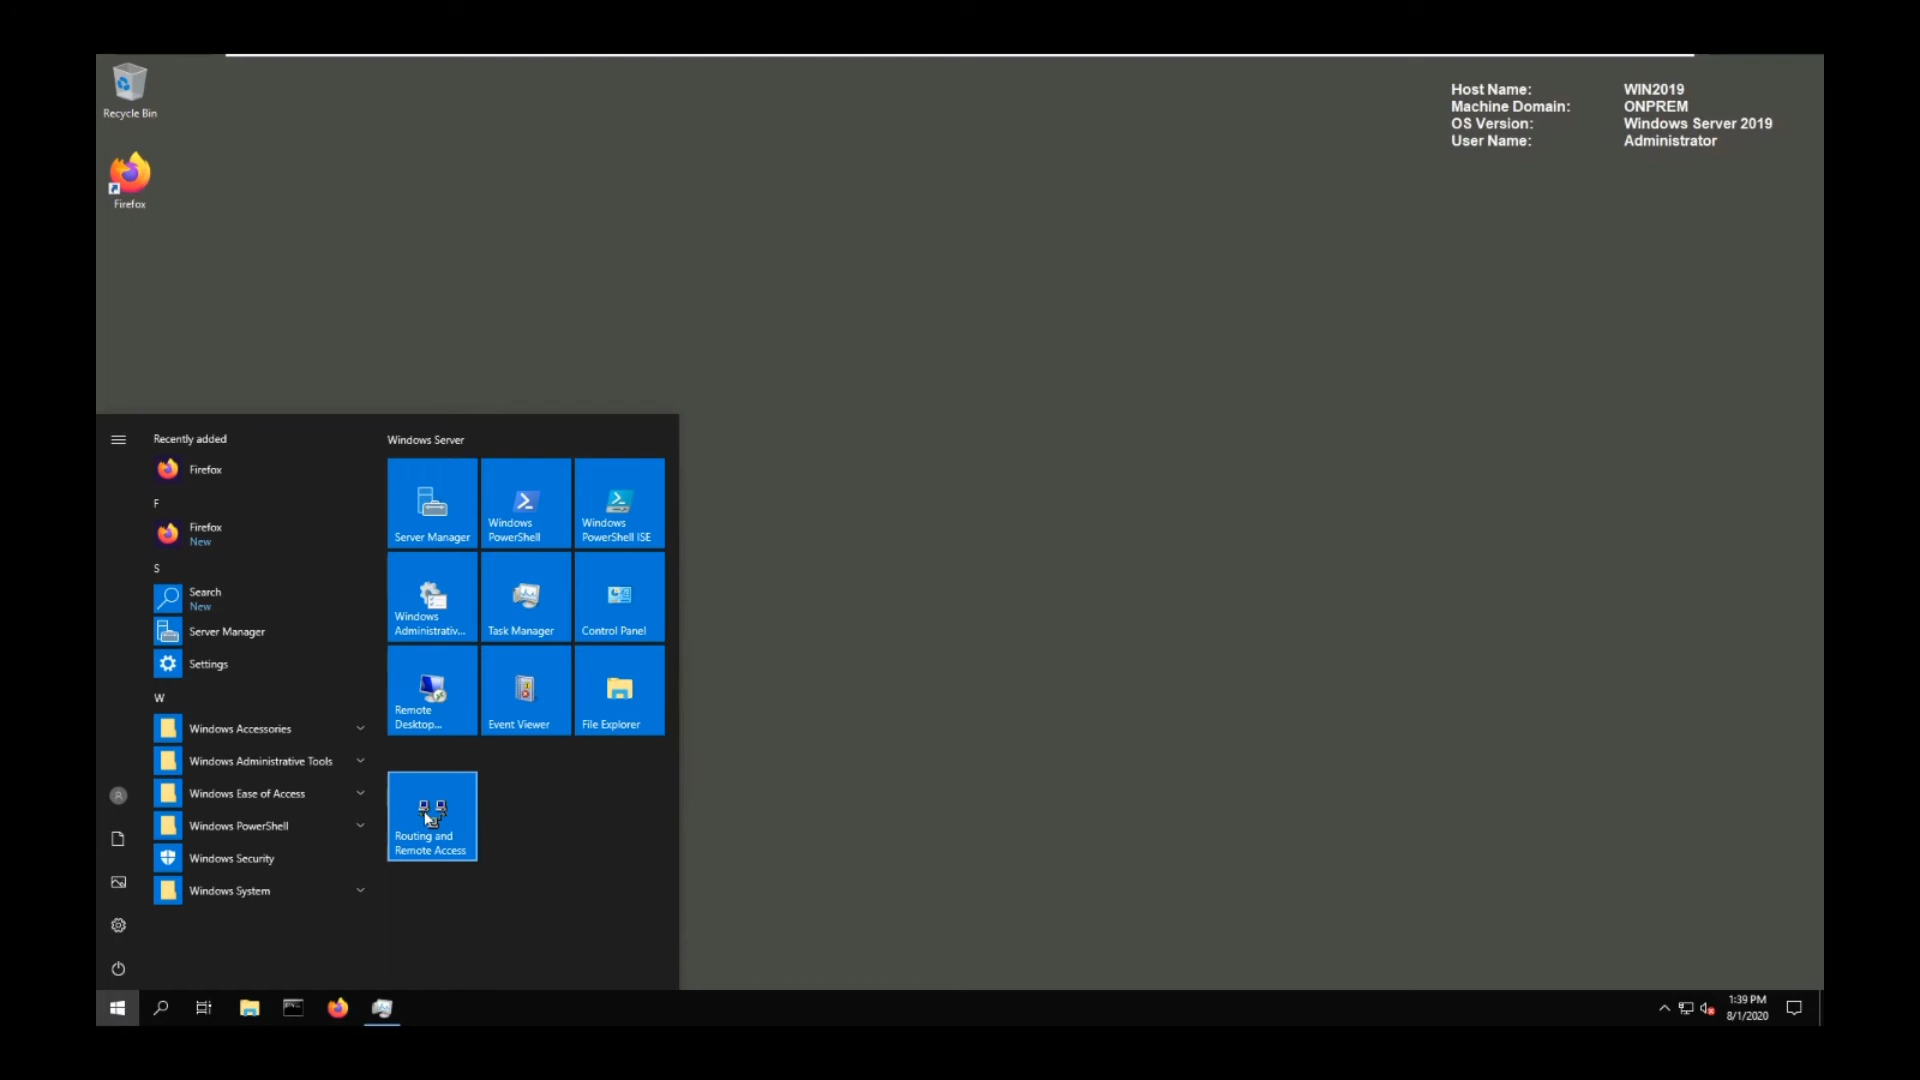 Recycle Bin
Firefox
Host Name: WIN2019
Machine Domain: ONPREM
OS Version: Windows Server 2019
User Name: Administrator
Recently added
Firefox
F
Firefox
New
S
Search
New
Server Manager
Settings
W
Windows Accessories
Windows Administrative Tools
Windows Ease of Access
Windows PowerShell
Windows Security
Windows System
Windows Server
Server Manager
Windows
PowerShell
Windows
PowerShell ISE
Windows
Administrativ...
Task Manager
Control Panel
Remote
Desktop...
Event Viewer
File Explorer
Routing and
Remote Access
1:39 PM
8/1/2020